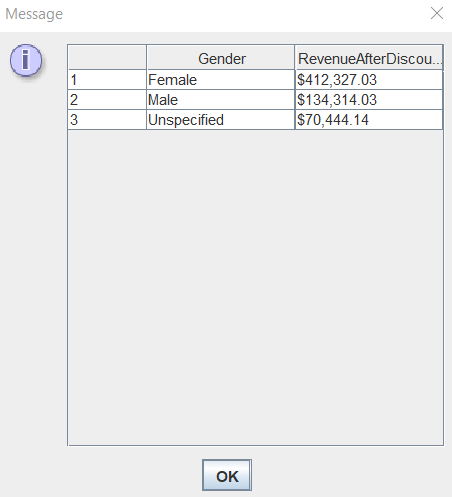 Message
Gender RevenueAfterDiscou...
1 Female $412,327.03
2 Male $134,314.03
3 Unspecified $70,444.14
OK